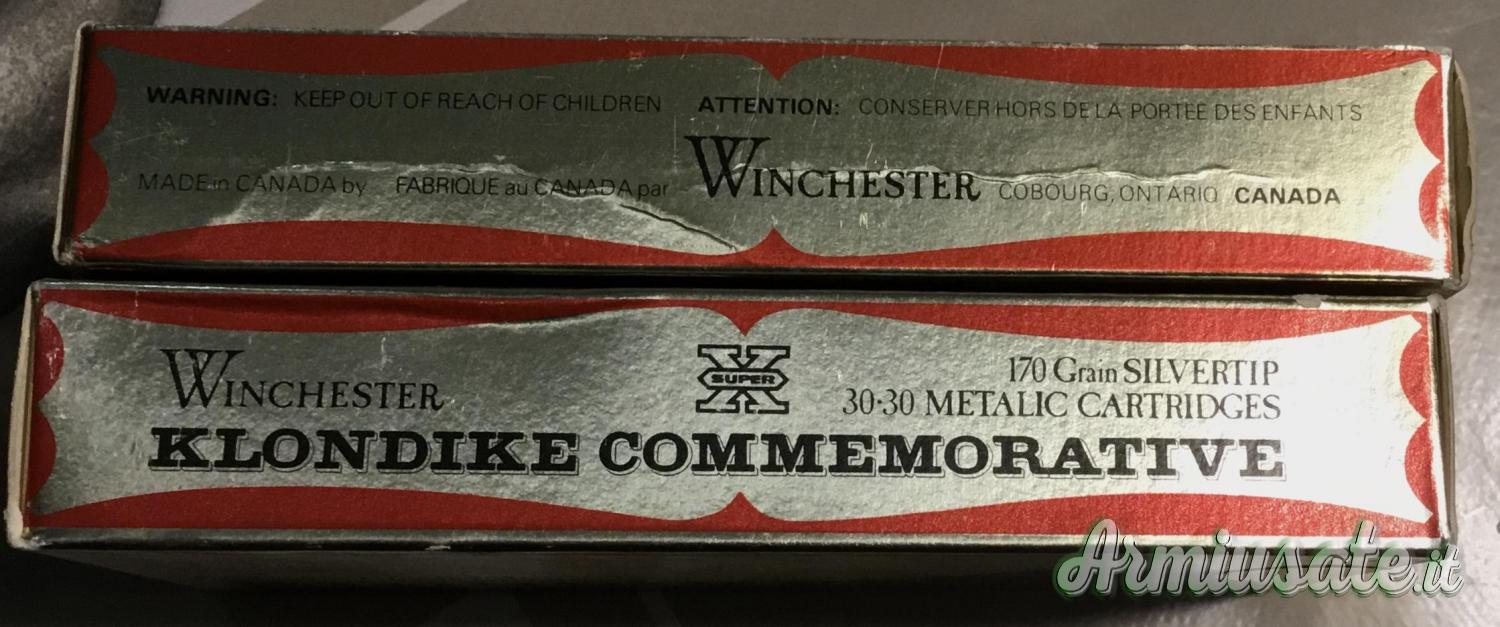 WARNING: KEEP OUT OF REACH OF CHILDREN ATTENTION: CONSERVER HORS DE LA PORTEE DES ENFANTS
MADE in CANADA by FABRIQUE au CANADA par WINCHESTER COBOURG, ONTARIO CANADA
WINCHESTER
SUPER X
170 Grain SILVERTIP
30·30 METALIC CARTRIDGES
KLONDIKE COMMEMORATIVE
Armiusate.it